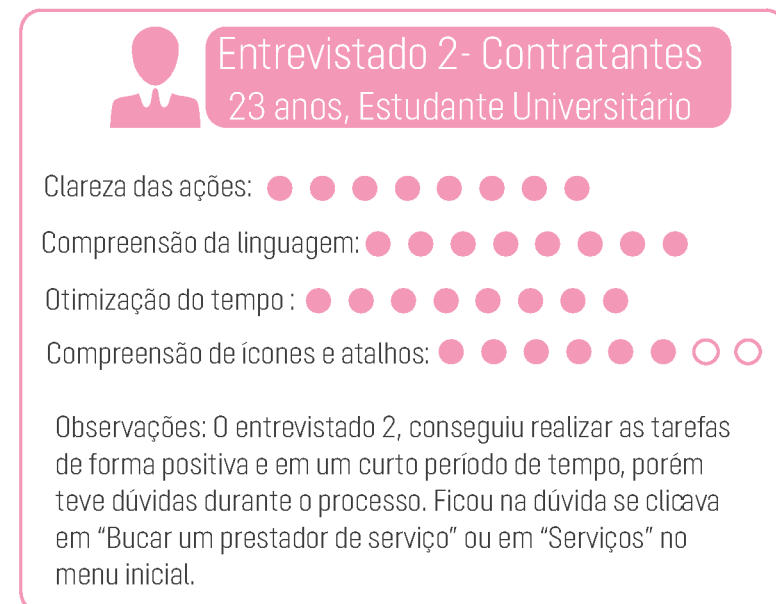 Entrevistado 2- Contratantes
23 anos, Estudante Universitário
Clareza das ações:
Compreensão da linguagem:
Otimização do tempo :
Compreensão de ícones e atalhos:
Observações: O entrevistado 2, conseguiu realizar as tarefas
de forma positiva e em um curto período de tempo, porém
teve dúvidas durante o processo. Ficou na dúvida se clicava
em “Bucar um prestador de serviço” ou em “Serviços” no
menu inicial.